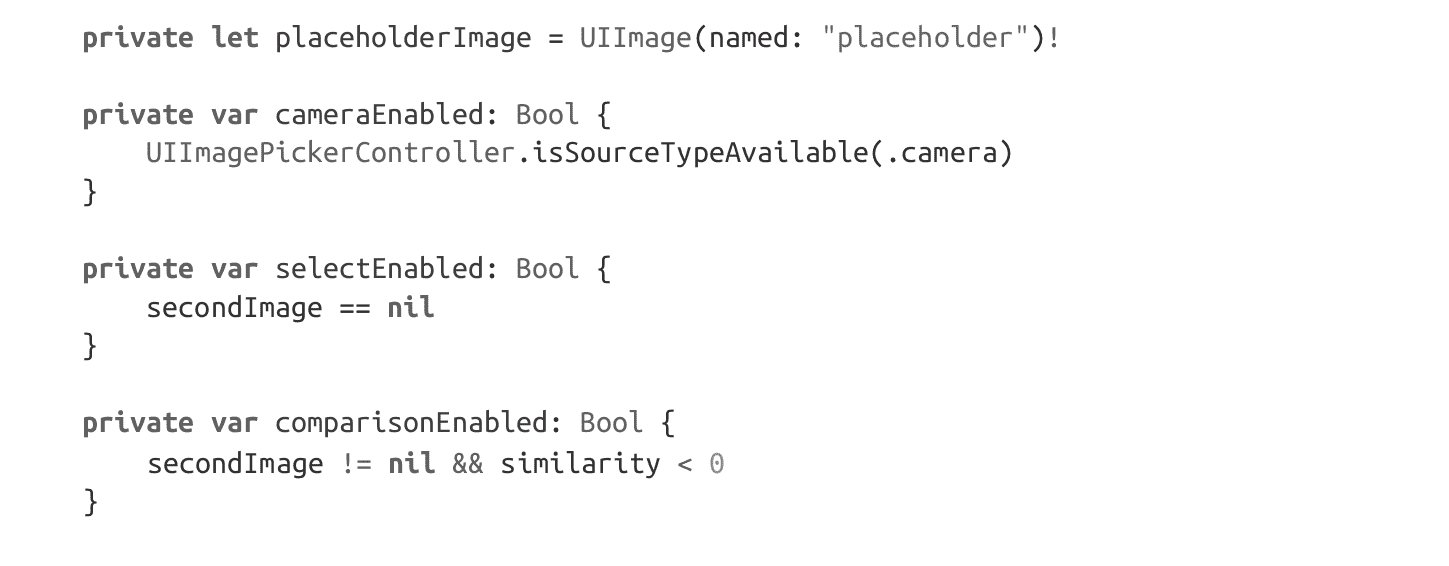 private let placeholderImage = UIImage(named: "placeholder")!
private var cameraEnabled: Bool {
    UIImagePickerController.isSourceTypeAvailable(.camera)
}
private var selectEnabled: Bool {
    secondImage == nil
}
private var comparisonEnabled: Bool {
    secondImage != nil && similarity < 0
}